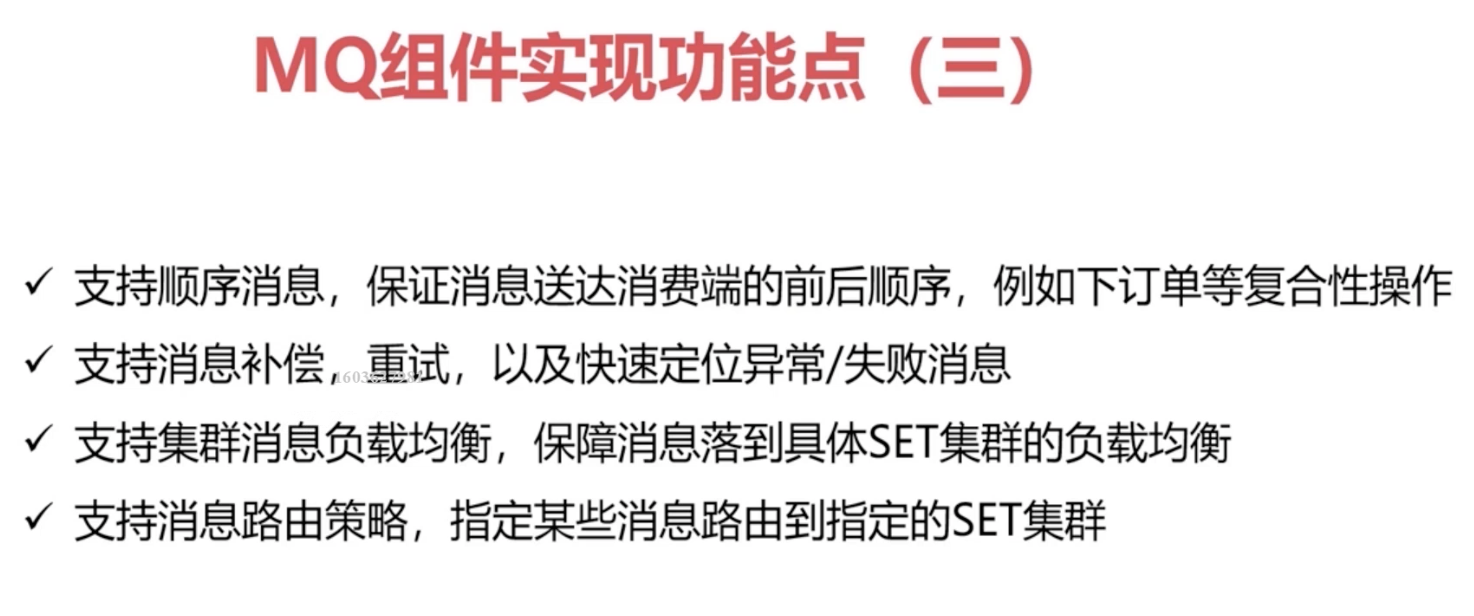 MQ组件实现功能点（三）
✓ 支持顺序消息，保证消息送达消费端的前后顺序，例如下订单等复合性操作
✓ 支持消息补偿，重试，以及快速定位异常/失败消息
✓ 支持集群消息负载均衡，保障消息落到具体SET集群的负载均衡
✓ 支持消息路由策略，指定某些消息路由到指定的SET集群